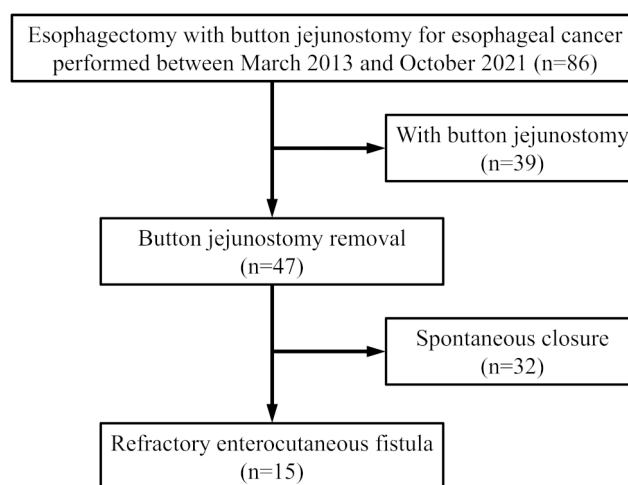 Esophagectomy with button jejunostomy for esophageal cancer
performed between March 2013 and October 2021 (n=86)
With button jejunostomy
(n=39)
Button jejunostomy removal
(n=47)
Spontaneous closure
(n=32)
Refractory enterocutaneous fistula
(n=15)